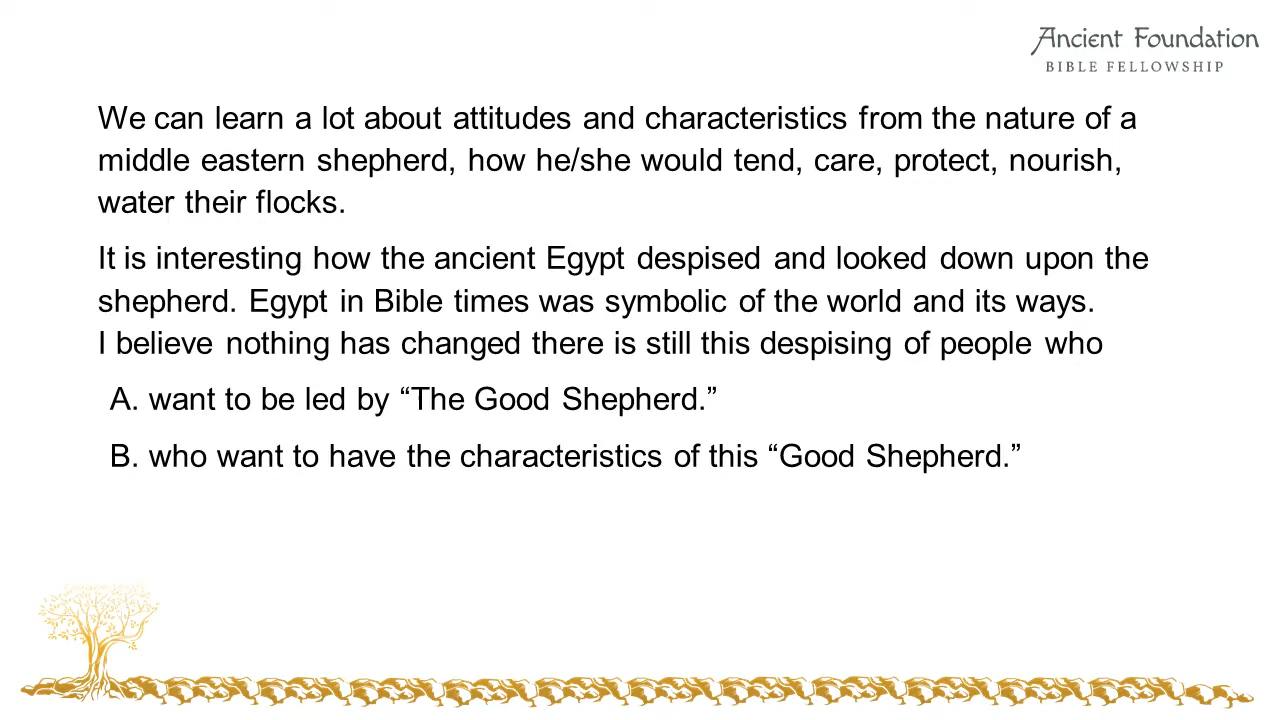 Ancient Foundation
BIBLE FELLOWSHIP
We can learn a lot about attitudes and characteristics from the nature of a
middle eastern shepherd, how he/she would tend, care, protect, nourish,
water their flocks.
It is interesting how the ancient Egypt despised and looked down upon the
shepherd. Egypt in Bible times was symbolic of the world and its ways.
I believe nothing has changed there is still this despising of people who
A. want to be led by “The Good Shepherd.”
B. who want to have the characteristics of this “Good Shepherd.”